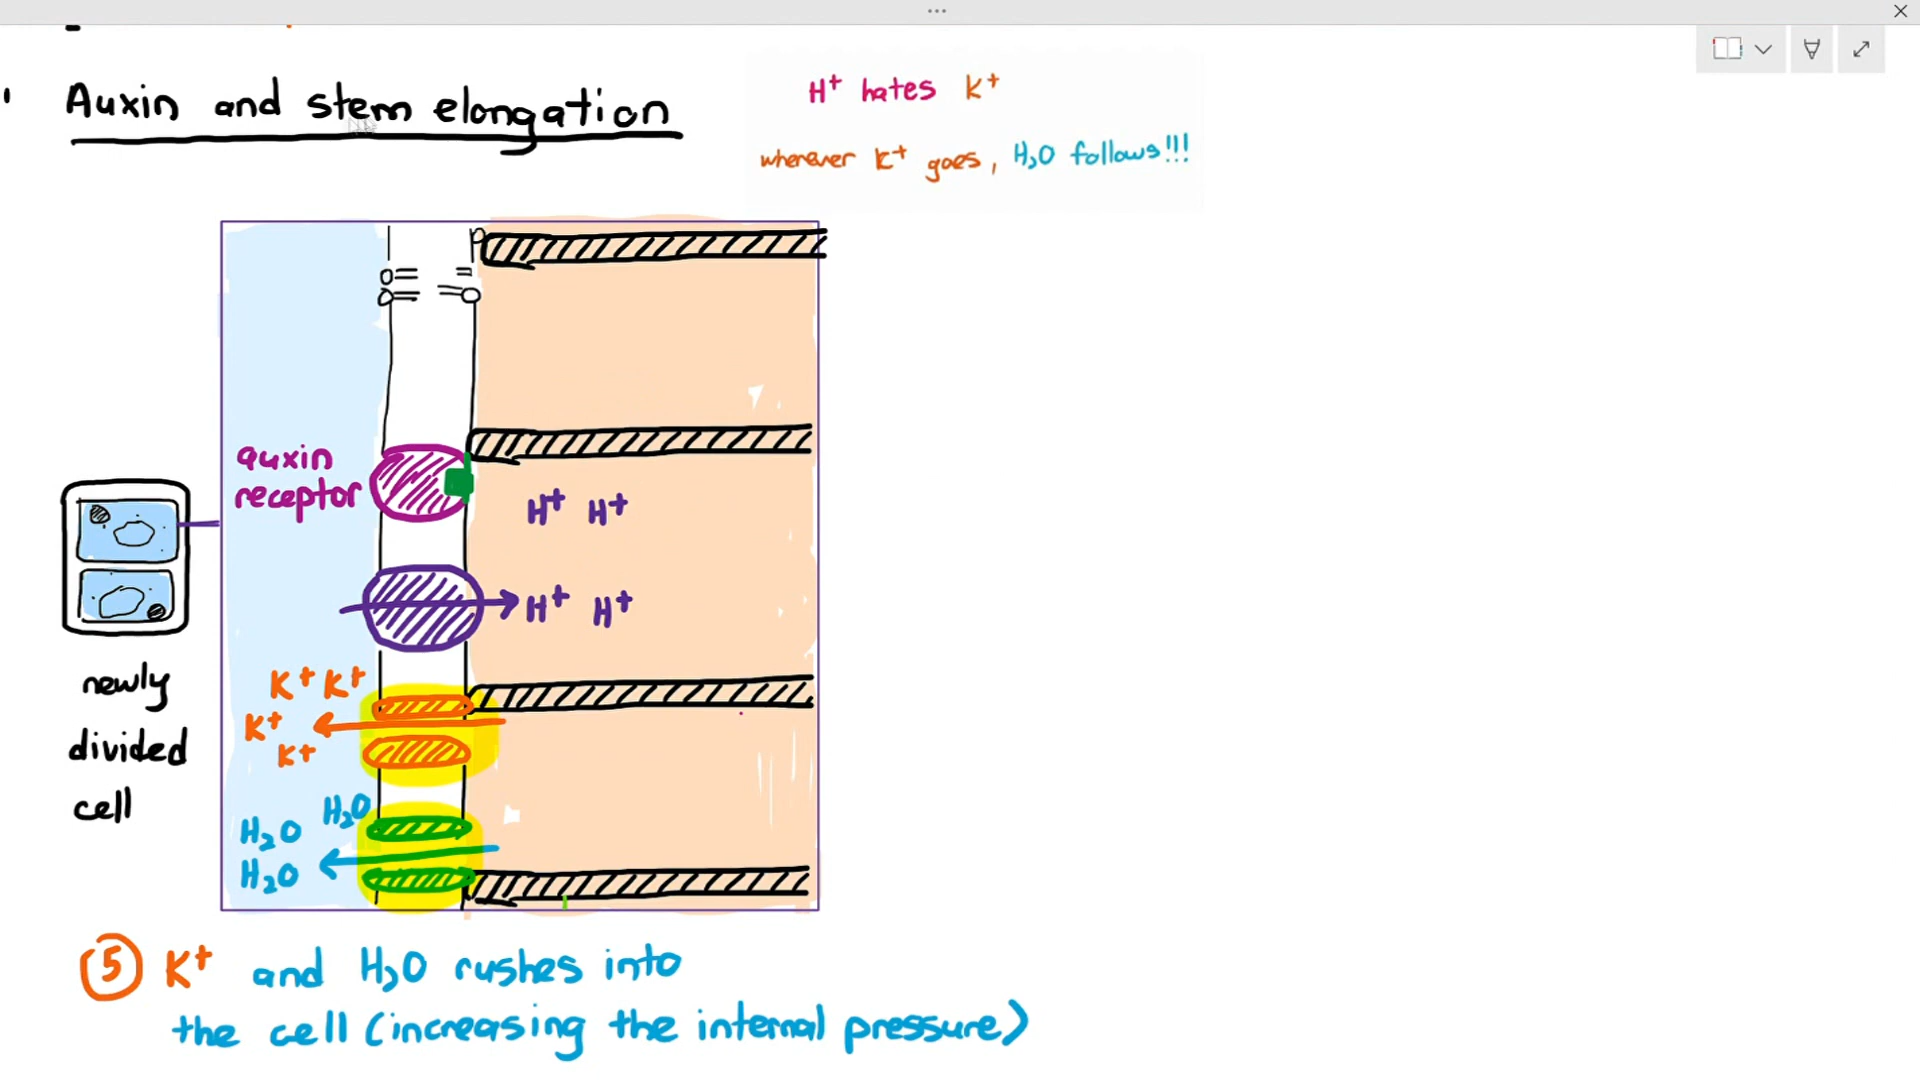 Auxin and stem elongation
H⁺ hates K⁺
wherever K⁺ goes, H₂O follows!!!
auxin
receptor
H⁺ H⁺
H⁺ H⁺
K⁺ K⁺
K⁺
K⁺
H₂O
H₂O
H₂O
newly
divided
cell
5 K⁺ and H₂O rushes into
the cell (increasing the internal pressure)